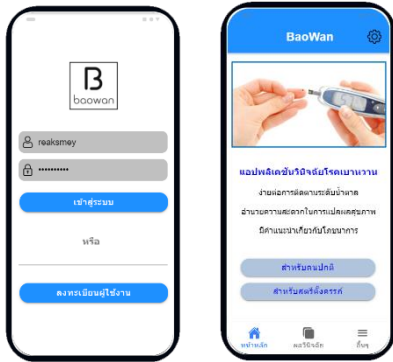 B
baowan
reaksmey
••••••••••
เข้าสู่ระบบ
หรือ
ลงทะเบียนผู้ใช้งาน
BaoWan
แอปพลิเคชันวินิจฉัยโรคเบาหวาน
ง่ายต่อการติดตามระดับน้ำตาล
อำนวยความสะดวกในการแปลผลสุขภาพ
มีคำแนะนำเกี่ยวกับโภชนาการ
สำหรับคนปกติ
สำหรับสตรีตั้งครรภ์
หน้าหลัก
ผลวินิจฉัย
อื่นๆ